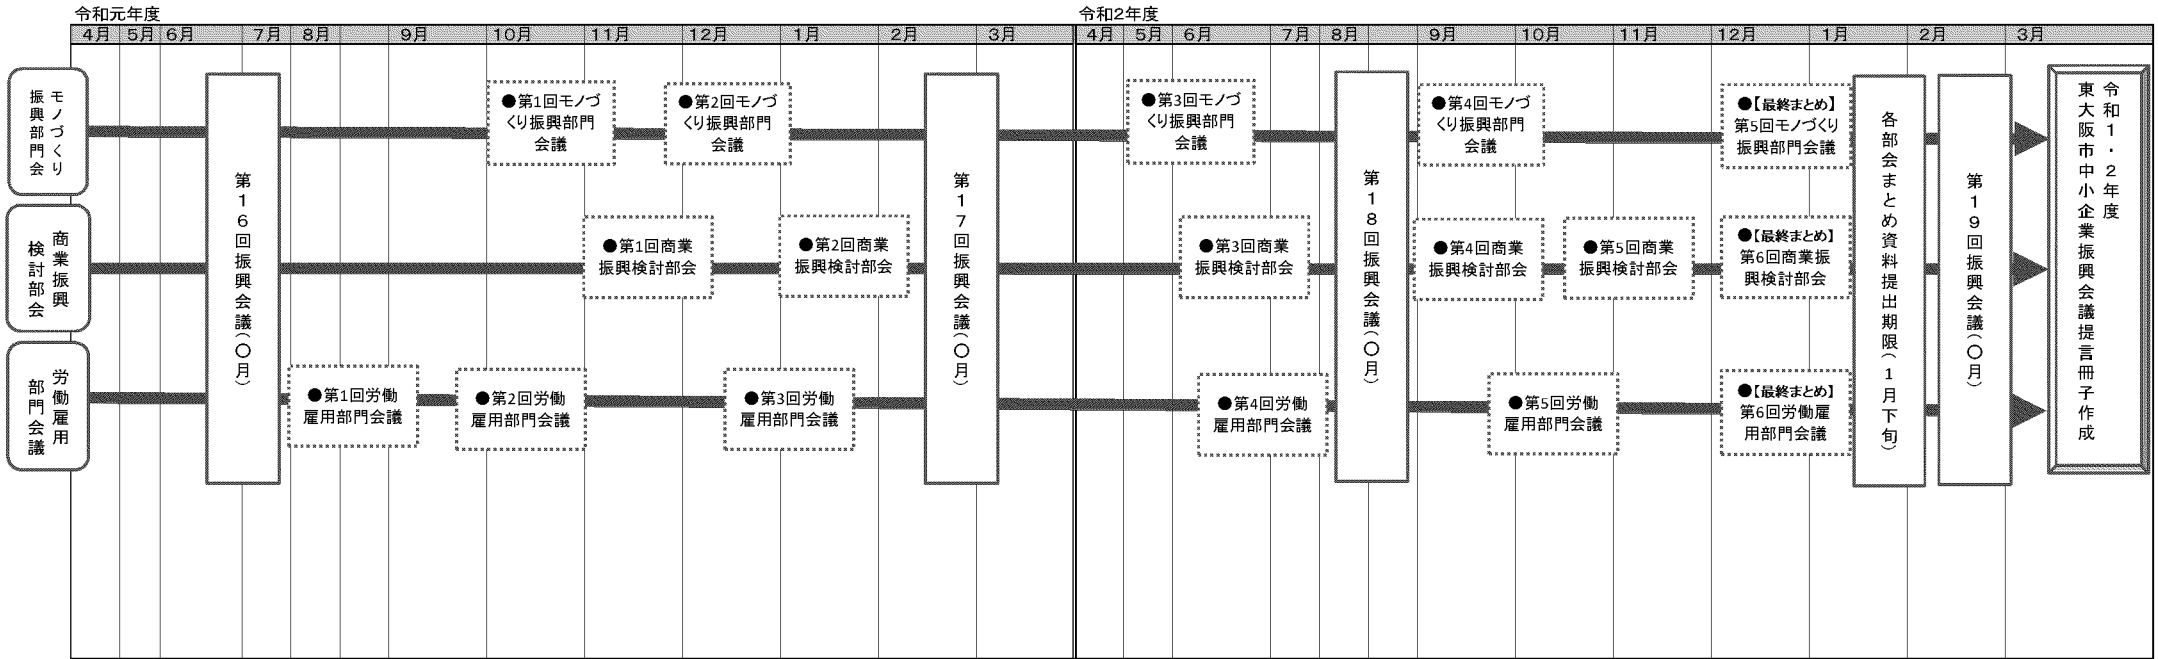 令和元年度
令和2年度
4月 5月 6月 7月 8月 9月 10月 11月 12月 1月 2月 3月 4月 5月 6月 7月 8月 9月 10月 11月 12月 1月 2月 3月
モノづくり
振興部門会
商業振興
検討部会
労働雇用
部門会議
第16回振興会議(〇月)
●第1回モノづ
くり振興部門
会議
●第2回モノづ
くり振興部門
会議
●第1回商業
振興検討部会
●第2回商業
振興検討部会
●第1回労働
雇用部門会議
●第2回労働
雇用部門会議
●第3回労働
雇用部門会議
第17回振興会議(〇月)
●第3回モノづ
くり振興部門
会議
●第3回商業
振興検討部会
●第4回労働
雇用部門会議
第18回振興会議(〇月)
●第4回モノづ
くり振興部門
会議
●第4回商業
振興検討部会
●第5回商業
振興検討部会
●第5回労働
雇用部門会議
●【最終まとめ】
第5回モノづくり
振興部門会議
●【最終まとめ】
第6回商業振
興検討部会
●【最終まとめ】
第6回労働雇
用部門会議
各部会まとめ資料提出期限(1月下旬)
第19回振興会議(〇月)
令和1・2年度
東大阪市中小企業振興会議提言冊子作成